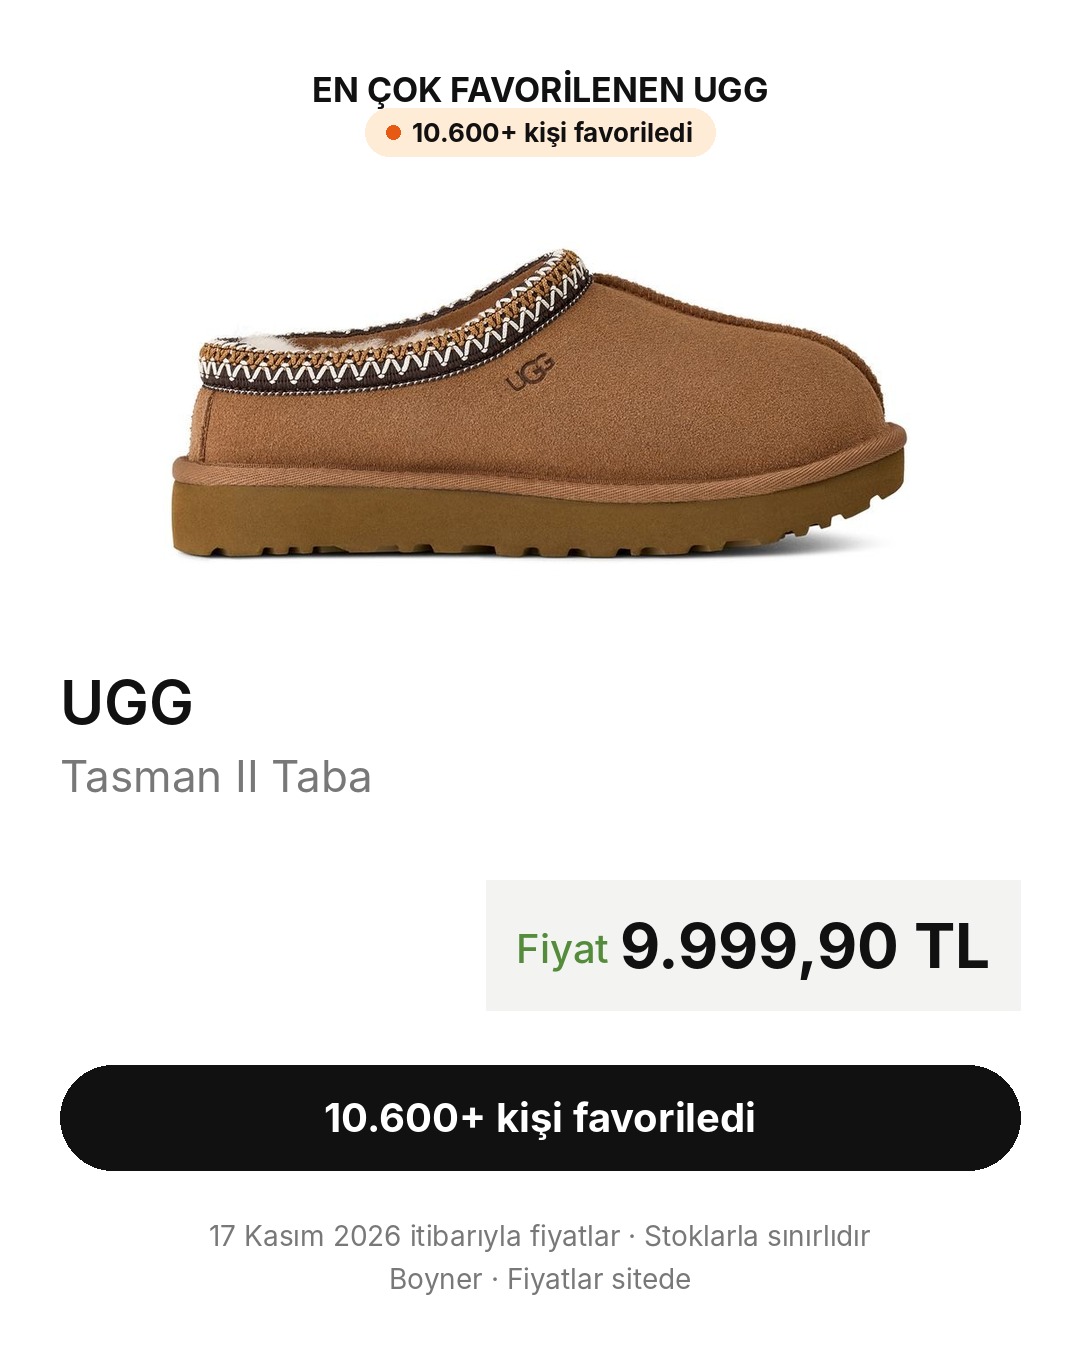 EN ÇOK FAVORİLENEN UGG
10.600+ kişi favoriledi
UGG
UGG
Tasman II Taba
Fiyat 9.999,90 TL
10.600+ kişi favoriledi
17 Kasım 2026 itibarıyla fiyatlar · Stoklarla sınırlıdır
Boyner · Fiyatlar sitede